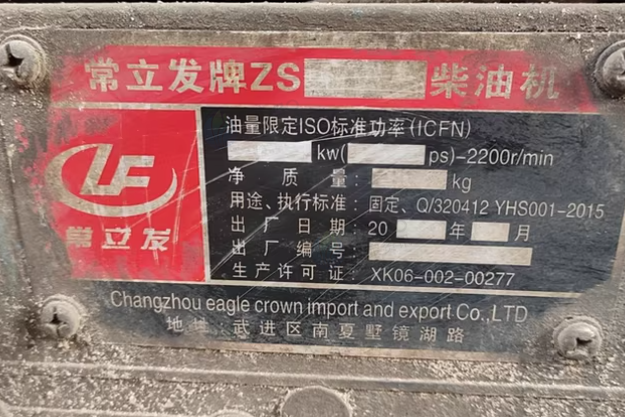 常立发牌ZS 柴油机
LF
常立发
油量限定ISO标准功率(ICFN)
kw( ps)-2200r/min
净质量: kg
用途、执行标准: 固定、Q/320412 YHS001-2015
出厂日期: 20 年 月
出厂编号:
生产许可证: XK06-002-00277
Changzhou eagle crown import and export Co.,LTD
地址: 武进区南夏墅镜湖路